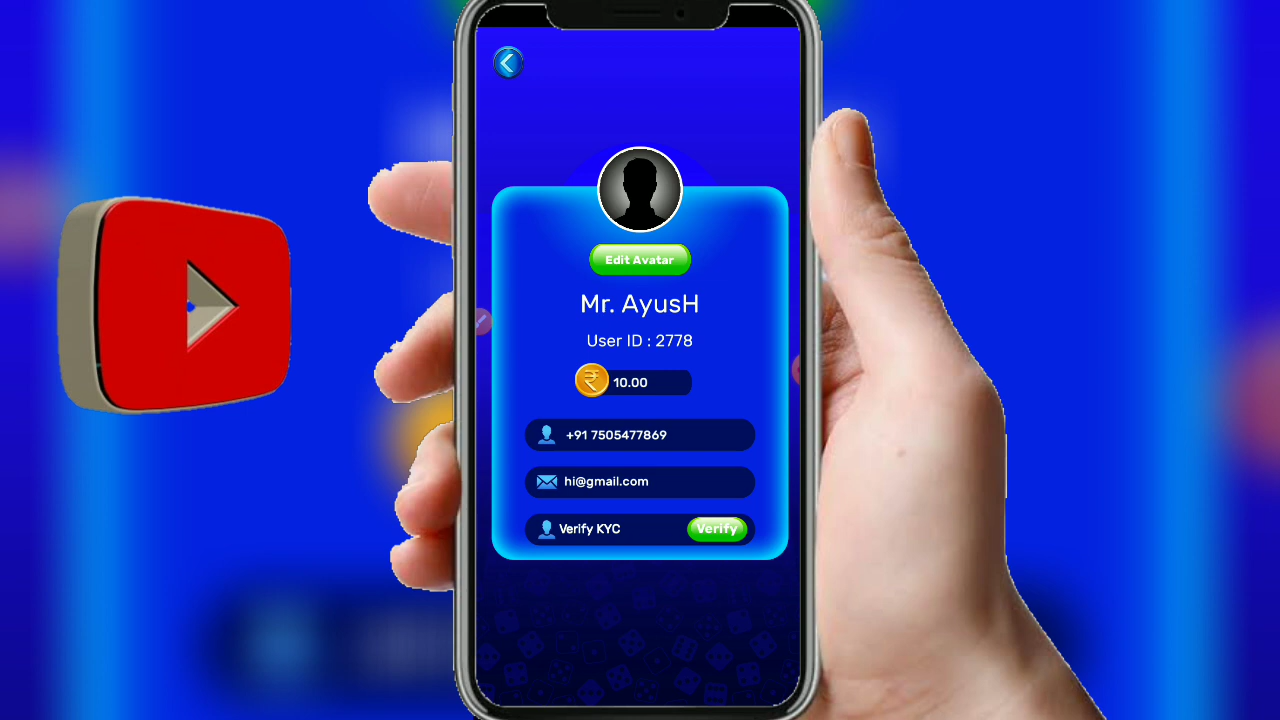 Edit Avatar
Mr. AyusH
User ID : 2778
10.00
+91 7505477869
hi@gmail.com
Verify KYC Verify